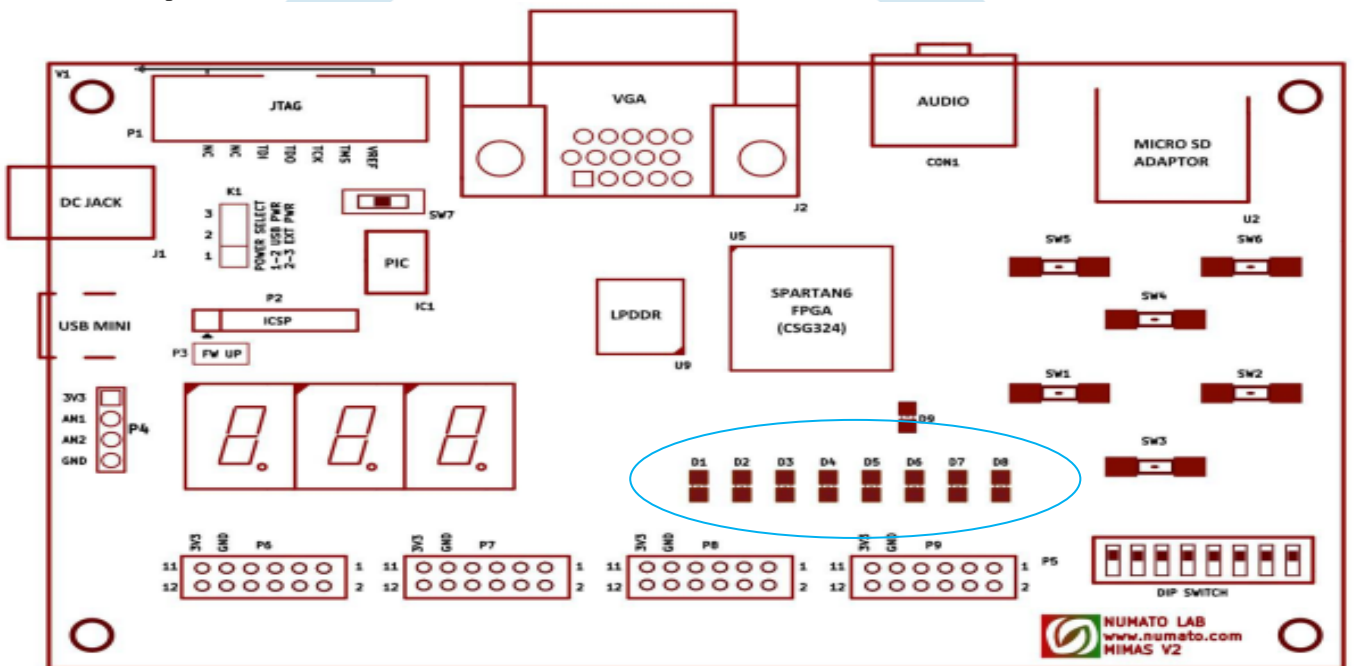 V1
JTAG
P1
NC
NC
TDI
TDO
TCK
TMS
VREF
VGA
J2
AUDIO
CON1
MICRO SD
ADAPTOR
U2
DC JACK
J1
K1
3
2
1
POWER SELECT
1-2 USB PWR
2-3 EXT PWR
SW7
PIC
IC1
U5
SPARTAN6
FPGA
(CSG324)
LPDDR
U9
SW5
SW6
SW4
SW1
SW2
SW3
USB MINI
P2
ICSP
P3
FW UP
3V3
AN1
AN2
GND
P4
D9
D1
D2
D3
D4
D5
D6
D7
D8
3V3
GND
P6
11
1
12
2
3V3
GND
P7
11
1
12
2
3V3
GND
P8
11
1
12
2
3V3
GND
P9
11
1
12
2
P5
DIP SWITCH
NUMATO LAB
www.numato.com
MIMAS V2